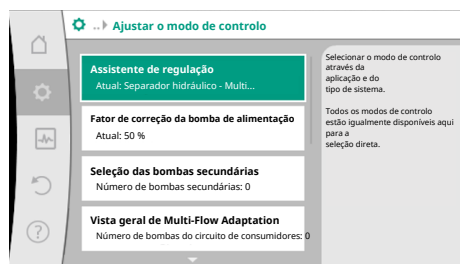 ..▸ Ajustar o modo de controlo
Assistente de regulação
Atual: Separador hidráulico - Multi...
Fator de correção da bomba de alimentação
Atual: 50 %
Seleção das bombas secundárias
Número de bombas secundárias: 0
Vista geral de Multi-Flow Adaptation
Número de bombas do circuito de consumidores: 0
Selecionar o modo de controlo
através da
aplicação e do
tipo de sistema.
Todos os modos de controlo
estão igualmente disponíveis aqui
para a
seleção direta.
?